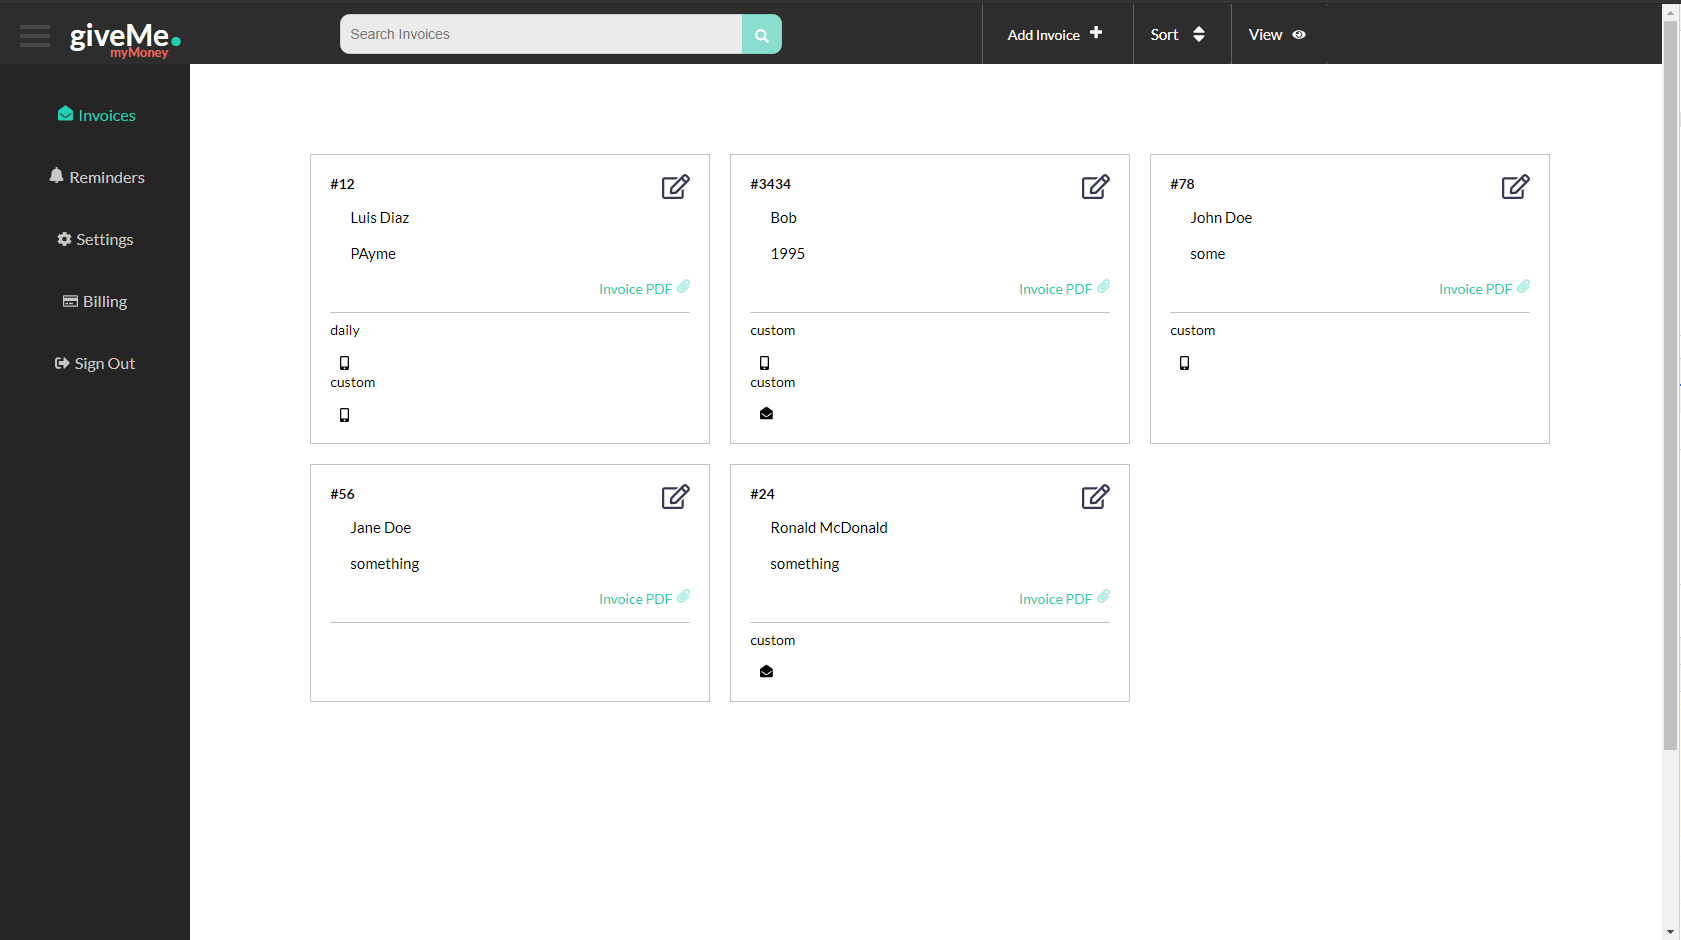 giveMe.
myMoney
Search Invoices
Add Invoice
Sort
View
Invoices
Reminders
Settings
Billing
Sign Out
#12
Luis Diaz
PAyme
Invoice PDF
daily
custom
#3434
Bob
1995
Invoice PDF
custom
custom
#78
John Doe
some
Invoice PDF
custom
#56
Jane Doe
something
Invoice PDF
#24
Ronald McDonald
something
Invoice PDF
custom